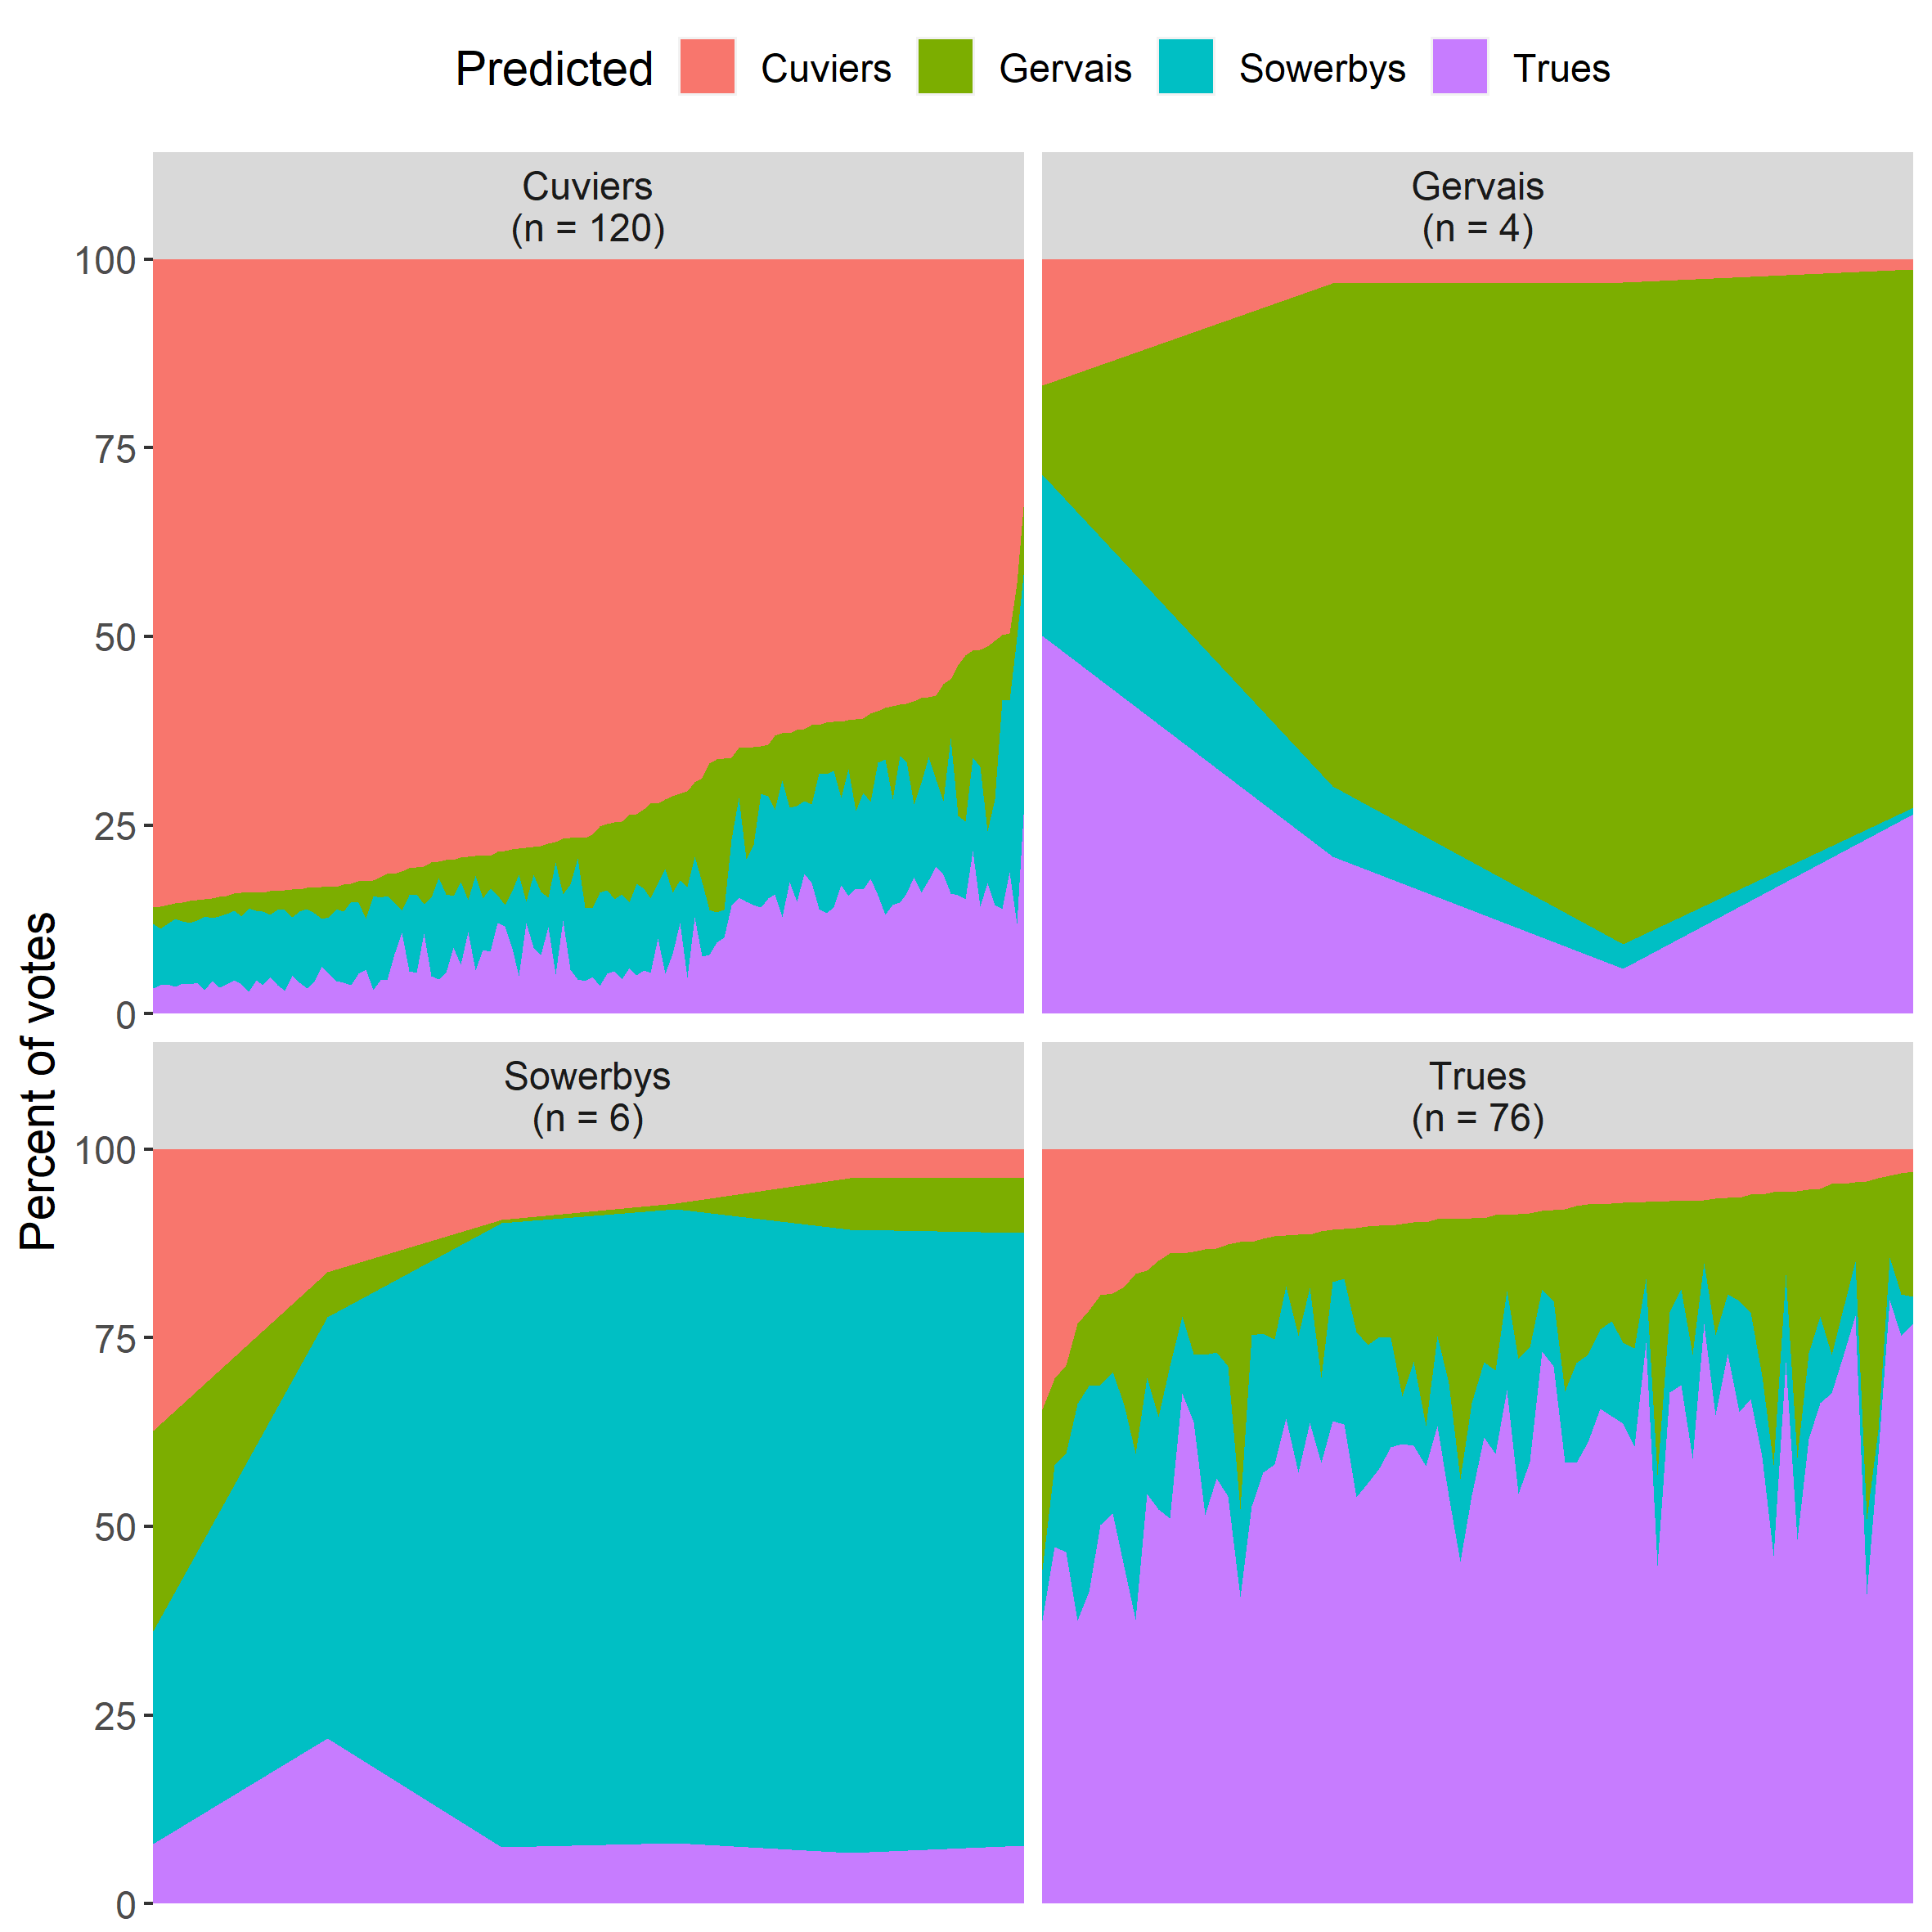 Predicted Cuviers Gervais Sowerbys Trues
Cuviers
(n = 120)
Gervais
(n = 4)
100
75
50
25
0
Percent of votes
Sowerbys
(n = 6)
Trues
(n = 76)
100
75
50
25
0